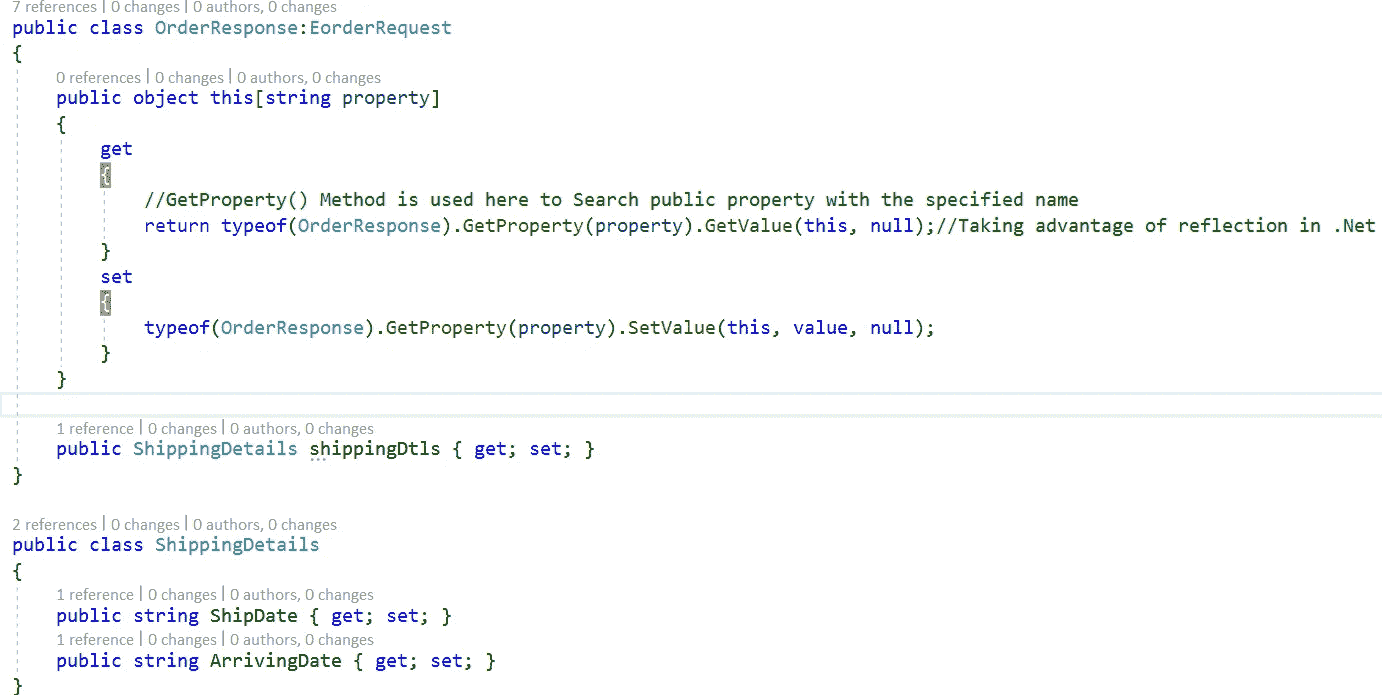 7 references | 0 changes | 0 authors, 0 changes
public class OrderResponse:EorderRequest
{
0 references | 0 changes | 0 authors, 0 changes
public object this[string property]
{
get
{
//GetProperty() Method is used here to Search public property with the specified name
return typeof(OrderResponse).GetProperty(property).GetValue(this, null);//Taking advantage of reflection in .Net
}
set
{
typeof(OrderResponse).GetProperty(property).SetValue(this, value, null);
}
}
1 reference | 0 changes | 0 authors, 0 changes
public ShippingDetails shippingDtls { get; set; }
}
2 references | 0 changes | 0 authors, 0 changes
public class ShippingDetails
{
1 reference | 0 changes | 0 authors, 0 changes
public string ShipDate { get; set; }
1 reference | 0 changes | 0 authors, 0 changes
public string ArrivingDate { get; set; }
}